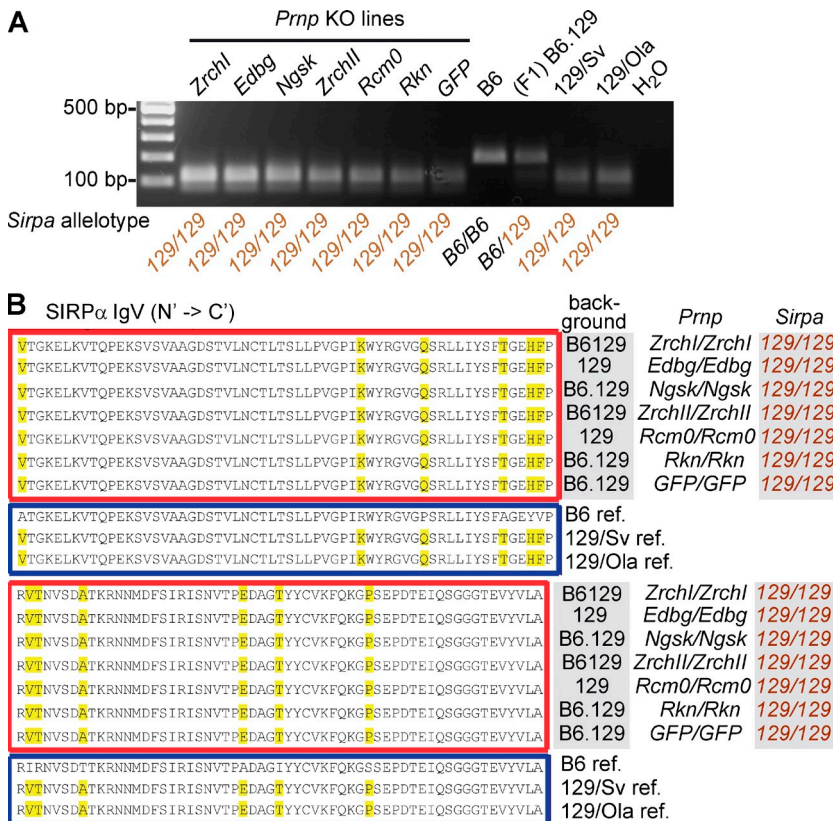 A
Prnp KO lines
ZrchI Edbg Ngsk ZrchII Rcm0 Rkn GFP B6 (F1) B6.129 129/Sv 129/Ola H2O
500 bp-
100 bp-
Sirpa allelotype
129/129 129/129 129/129 129/129 129/129 129/129 129/129 B6/B6 B6/129 129/129 129/129
B
SIRPα IgV (N' -> C')
back-
ground
Prnp
Sirpa
VTGKELKVTQPEKSVSVAAGDSTVLNCTLTSLLPVGPIKWYRGVGQSRLLIYSFTGEHFP B6129 ZrchI/ZrchI 129/129
VTGKELKVTQPEKSVSVAAGDSTVLNCTLTSLLPVGPIKWYRGVGQSRLLIYSFTGEHFP 129 Edbg/Edbg 129/129
VTGKELKVTQPEKSVSVAAGDSTVLNCTLTSLLPVGPIKWYRGVGQSRLLIYSFTGEHFP B6.129 Ngsk/Ngsk 129/129
VTGKELKVTQPEKSVSVAAGDSTVLNCTLTSLLPVGPIKWYRGVGQSRLLIYSFTGEHFP B6129 ZrchII/ZrchII 129/129
VTGKELKVTQPEKSVSVAAGDSTVLNCTLTSLLPVGPIKWYRGVGQSRLLIYSFTGEHFP 129 Rcm0/Rcm0 129/129
VTGKELKVTQPEKSVSVAAGDSTVLNCTLTSLLPVGPIKWYRGVGQSRLLIYSFTGEHFP B6.129 Rkn/Rkn 129/129
VTGKELKVTQPEKSVSVAAGDSTVLNCTLTSLLPVGPIKWYRGVGQSRLLIYSFTGEHFP B6.129 GFP/GFP 129/129
ATGKELKVTQPEKSVSVAAGDSTVLNCTLTSLLPVGPIRWYRGVGPSRLLIYSFAGEYVP B6 ref.
VTGKELKVTQPEKSVSVAAGDSTVLNCTLTSLLPVGPIKWYRGVGQSRLLIYSFTGEHFP 129/Sv ref.
VTGKELKVTQPEKSVSVAAGDSTVLNCTLTSLLPVGPIKWYRGVGQSRLLIYSFTGEHFP 129/Ola ref.
RVTNVSDATKRNNMDFSIRISNVTPEDAGTYYCVKFQKGPSEPDTEIQSGGGTEVYVLA B6129 ZrchI/ZrchI 129/129
RVTNVSDATKRNNMDFSIRISNVTPEDAGTYYCVKFQKGPSEPDTEIQSGGGTEVYVLA 129 Edbg/Edbg 129/129
RVTNVSDATKRNNMDFSIRISNVTPEDAGTYYCVKFQKGPSEPDTEIQSGGGTEVYVLA B6.129 Ngsk/Ngsk 129/129
RVTNVSDATKRNNMDFSIRISNVTPEDAGTYYCVKFQKGPSEPDTEIQSGGGTEVYVLA B6129 ZrchII/ZrchII 129/129
RVTNVSDATKRNNMDFSIRISNVTPEDAGTYYCVKFQKGPSEPDTEIQSGGGTEVYVLA 129 Rcm0/Rcm0 129/129
RVTNVSDATKRNNMDFSIRISNVTPEDAGTYYCVKFQKGPSEPDTEIQSGGGTEVYVLA B6.129 Rkn/Rkn 129/129
RVTNVSDATKRNNMDFSIRISNVTPEDAGTYYCVKFQKGPSEPDTEIQSGGGTEVYVLA B6.129 GFP/GFP 129/129
RIRNVSDTTKRNNMDFSIRISNVTPADAGIYYCVKFQKGSSEPDTEIQSGGGTEVYVLA B6 ref.
RVTNVSDATKRNNMDFSIRISNVTPEDAGTYYCVKFQKGPSEPDTEIQSGGGTEVYVLA 129/Sv ref.
RVTNVSDATKRNNMDFSIRISNVTPEDAGTYYCVKFQKGPSEPDTEIQSGGGTEVYVLA 129/Ola ref.